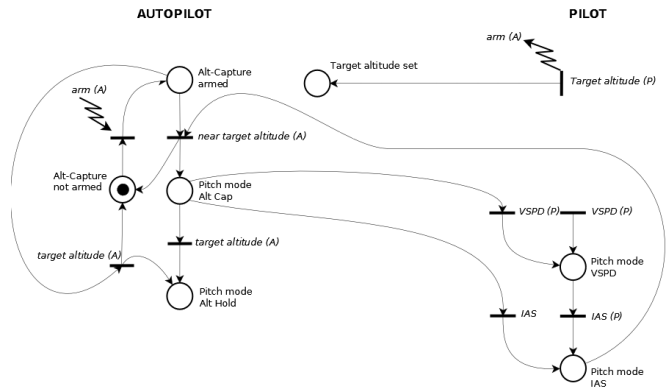 AUTOPILOT
PILOT
arm (A)
Target altitude set
Target altitude (P)
Alt-Capture
armed
arm (A)
near target altitude (A)
Alt-Capture
not armed
Pitch mode
Alt Cap
VSPD (P)
VSPD (P)
target altitude (A)
target altitude (A)
Pitch mode
VSPD
Pitch mode
Alt Hold
IAS
IAS (P)
Pitch mode
IAS